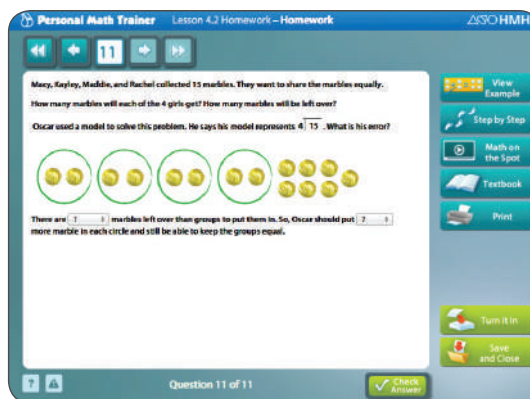 Personal Math Trainer Lesson 4.2 Homework – Homework
HMH
11
Macy, Kayley, Maddie, and Rachel collected 15 marbles. They want to share the marbles equally.
How many marbles will each of the 4 girls get? How many marbles will be left over?
Oscar used a model to solve this problem. He says his model represents 4 15 . What is his error?
There are ? marbles left over than groups to put them in. So, Oscar should put ?
more marble in each circle and still be able to keep the groups equal.
View
Example
Step by Step
Math on
the Spot
Textbook
Print
Turn It In
Save
and Close
?
Question 11 of 11
Check
Answer